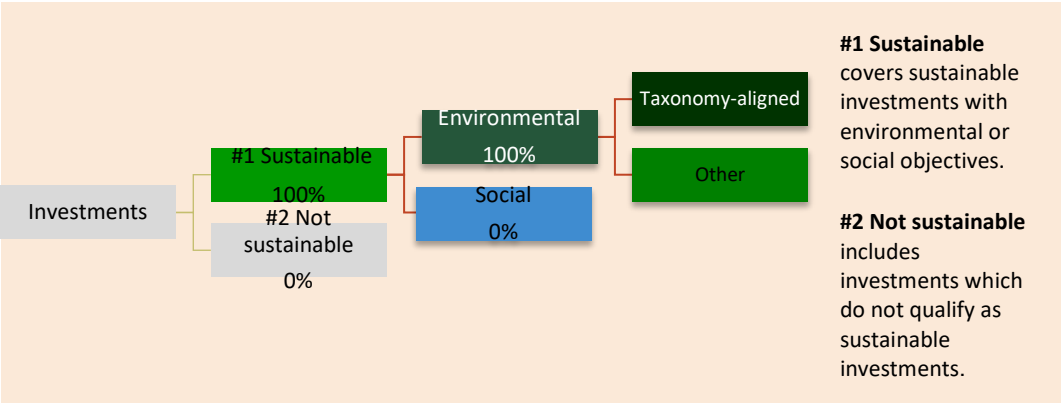 Investments
#1 Sustainable
100%
#2 Not
sustainable
0%
Environmental
100%
Social
0%
Taxonomy-aligned
Other
#1 Sustainable
covers sustainable
investments with
environmental or
social objectives.
#2 Not sustainable
includes
investments which
do not qualify as
sustainable
investments.